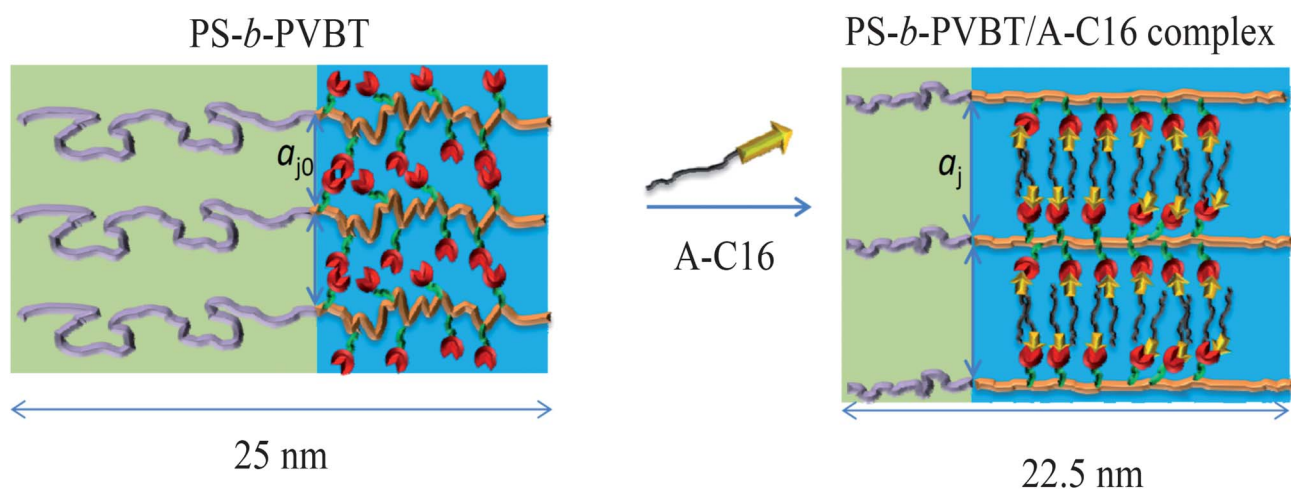 PS-b-PVBT
PS-b-PVBT/A-C16 complex
aj0
A-C16
aj
25 nm
22.5 nm